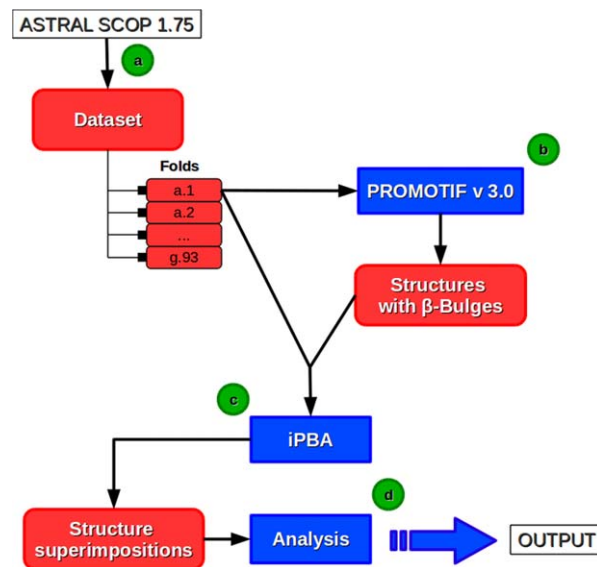 ASTRAL SCOP 1.75
a
Dataset
b
Folds
a.1
PROMOTIF v 3.0
a.2
...
g.93
Structures
with β-Bulges
c
iPBA
d
Structure
superimpositions
Analysis
OUTPUT